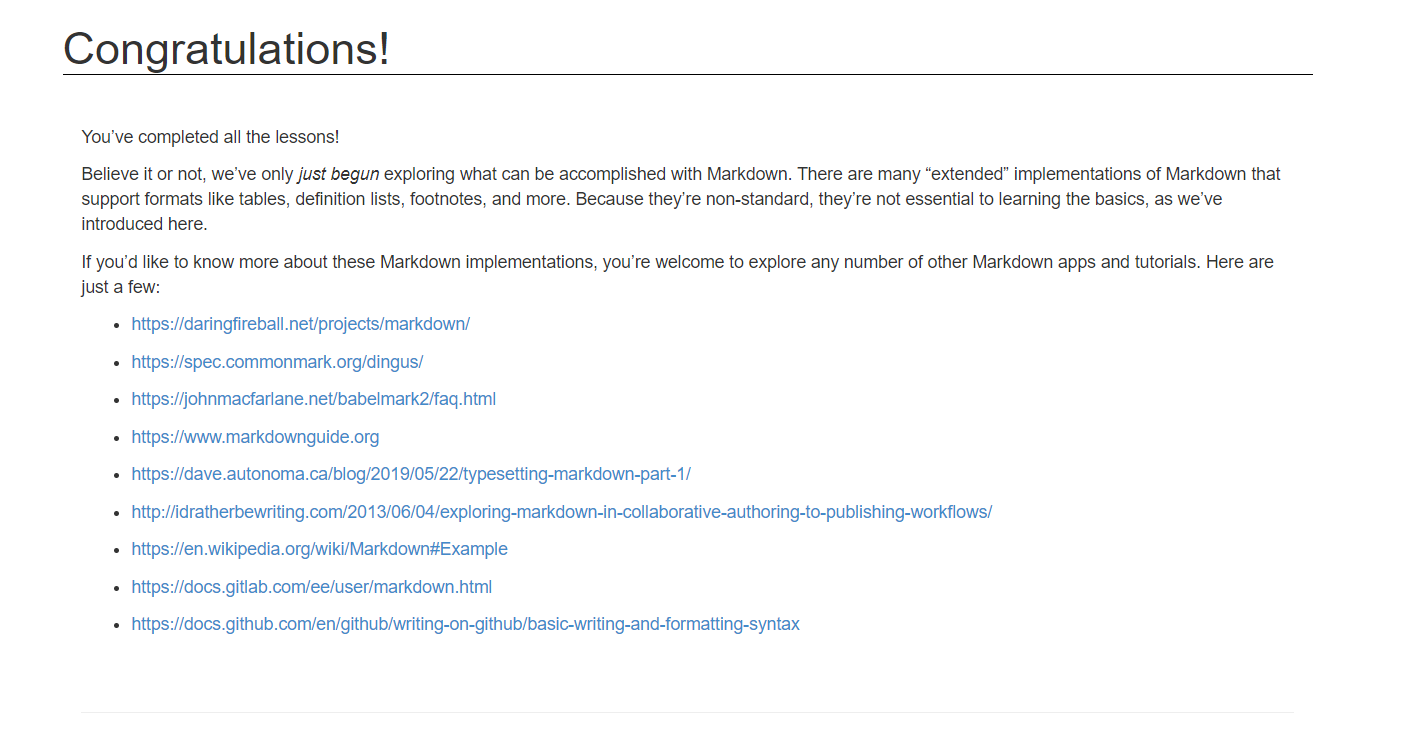 Congratulations!
You’ve completed all the lessons!
Believe it or not, we’ve only just begun exploring what can be accomplished with Markdown. There are many “extended” implementations of Markdown that
support formats like tables, definition lists, footnotes, and more. Because they’re non-standard, they’re not essential to learning the basics, as we’ve
introduced here.
If you’d like to know more about these Markdown implementations, you’re welcome to explore any number of other Markdown apps and tutorials. Here are
just a few:
• https://daringfireball.net/projects/markdown/
• https://spec.commonmark.org/dingus/
• https://johnmacfarlane.net/babelmark2/faq.html
• https://www.markdownguide.org
• https://dave.autonoma.ca/blog/2019/05/22/typesetting-markdown-part-1/
• http://idratherbewriting.com/2013/06/04/exploring-markdown-in-collaborative-authoring-to-publishing-workflows/
• https://en.wikipedia.org/wiki/Markdown#Example
• https://docs.gitlab.com/ee/user/markdown.html
• https://docs.github.com/en/github/writing-on-github/basic-writing-and-formatting-syntax